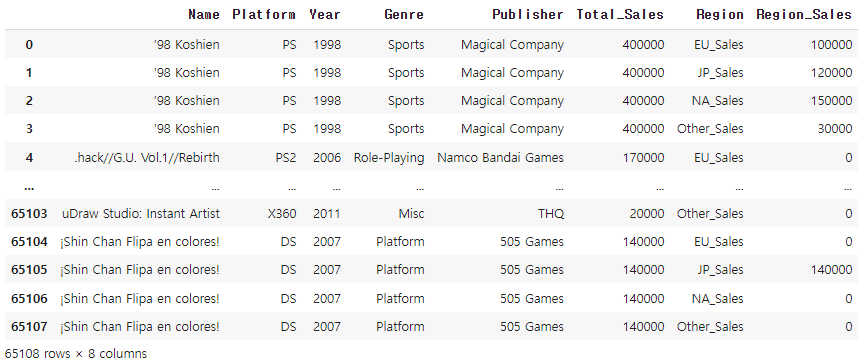 Name Platform Year Genre Publisher Total_Sales Region Region_Sales
0 '98 Koshien PS 1998 Sports Magical Company 400000 EU_Sales 100000
1 '98 Koshien PS 1998 Sports Magical Company 400000 JP_Sales 120000
2 '98 Koshien PS 1998 Sports Magical Company 400000 NA_Sales 150000
3 '98 Koshien PS 1998 Sports Magical Company 400000 Other_Sales 30000
4 .hack//G.U. Vol.1//Rebirth PS2 2006 Role-Playing Namco Bandai Games 170000 EU_Sales 0
... ... ... ... ... ... ... ... ...
65103 uDraw Studio: Instant Artist X360 2011 Misc THQ 20000 Other_Sales 0
65104 ¡Shin Chan Flipa en colores! DS 2007 Platform 505 Games 140000 EU_Sales 0
65105 ¡Shin Chan Flipa en colores! DS 2007 Platform 505 Games 140000 JP_Sales 140000
65106 ¡Shin Chan Flipa en colores! DS 2007 Platform 505 Games 140000 NA_Sales 0
65107 ¡Shin Chan Flipa en colores! DS 2007 Platform 505 Games 140000 Other_Sales 0
65108 rows × 8 columns